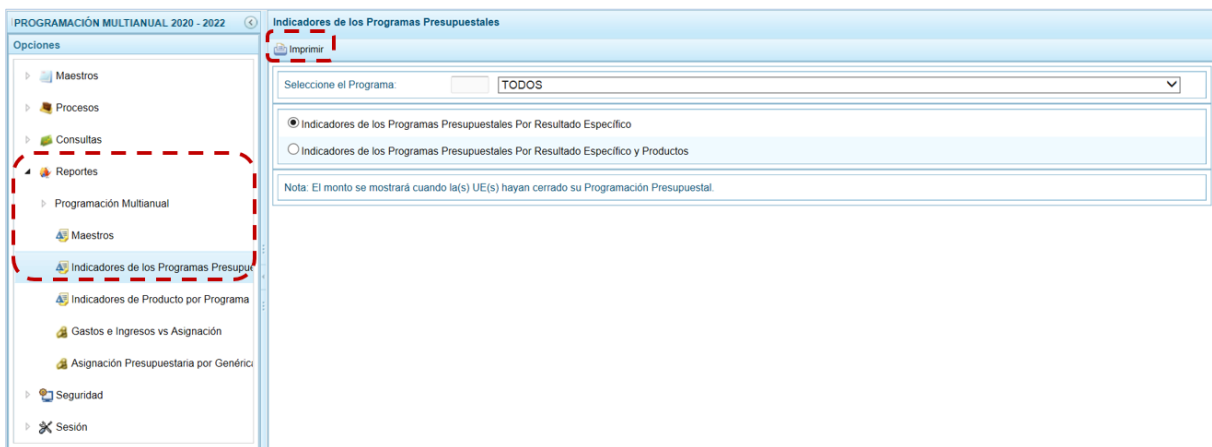 PROGRAMACIÓN MULTIANUAL 2020 - 2022
Opciones
Maestros
Procesos
Consultas
Reportes
Programación Multianual
Maestros
Indicadores de los Programas Presupue
Indicadores de Producto por Programa
Gastos e Ingresos vs Asignación
Asignación Presupuestaria por Genérica
Seguridad
Sesión
Indicadores de los Programas Presupuestales
Imprimir
Seleccione el Programa: TODOS
Indicadores de los Programas Presupuestales Por Resultado Específico
Indicadores de los Programas Presupuestales Por Resultado Específico y Productos
Nota: El monto se mostrará cuando la(s) UE(s) hayan cerrado su Programación Presupuestal.